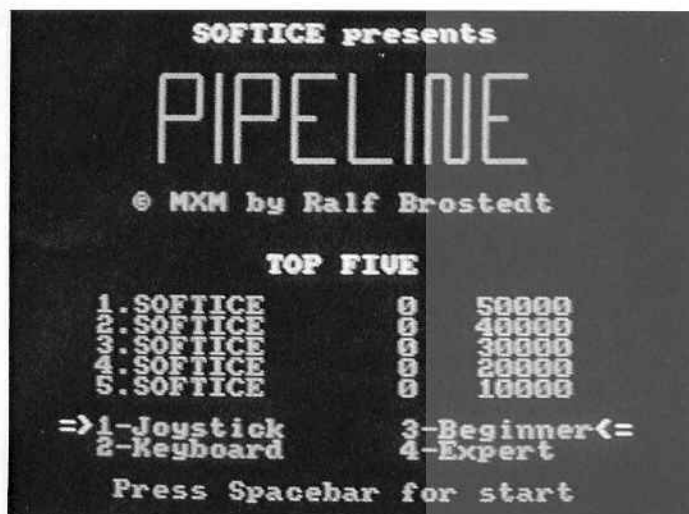 SOFTICE presents
PIPELINE
© MXM by Ralf Brostedt
TOP FIVE
1.SOFTICE 0 50000
2.SOFTICE 0 40000
3.SOFTICE 0 30000
4.SOFTICE 0 20000
5.SOFTICE 0 10000
=>1-Joystick 3-Beginner<=
2-Keyboard 4-Expert
Press Spacebar for start